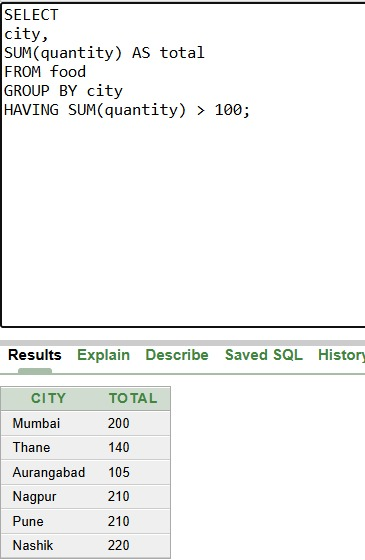 SELECT
city,
SUM(quantity) AS total
FROM food
GROUP BY city
HAVING SUM(quantity) > 100;
Results Explain Describe Saved SQL History
CITY TOTAL
Mumbai 200
Thane 140
Aurangabad 105
Nagpur 210
Pune 210
Nashik 220